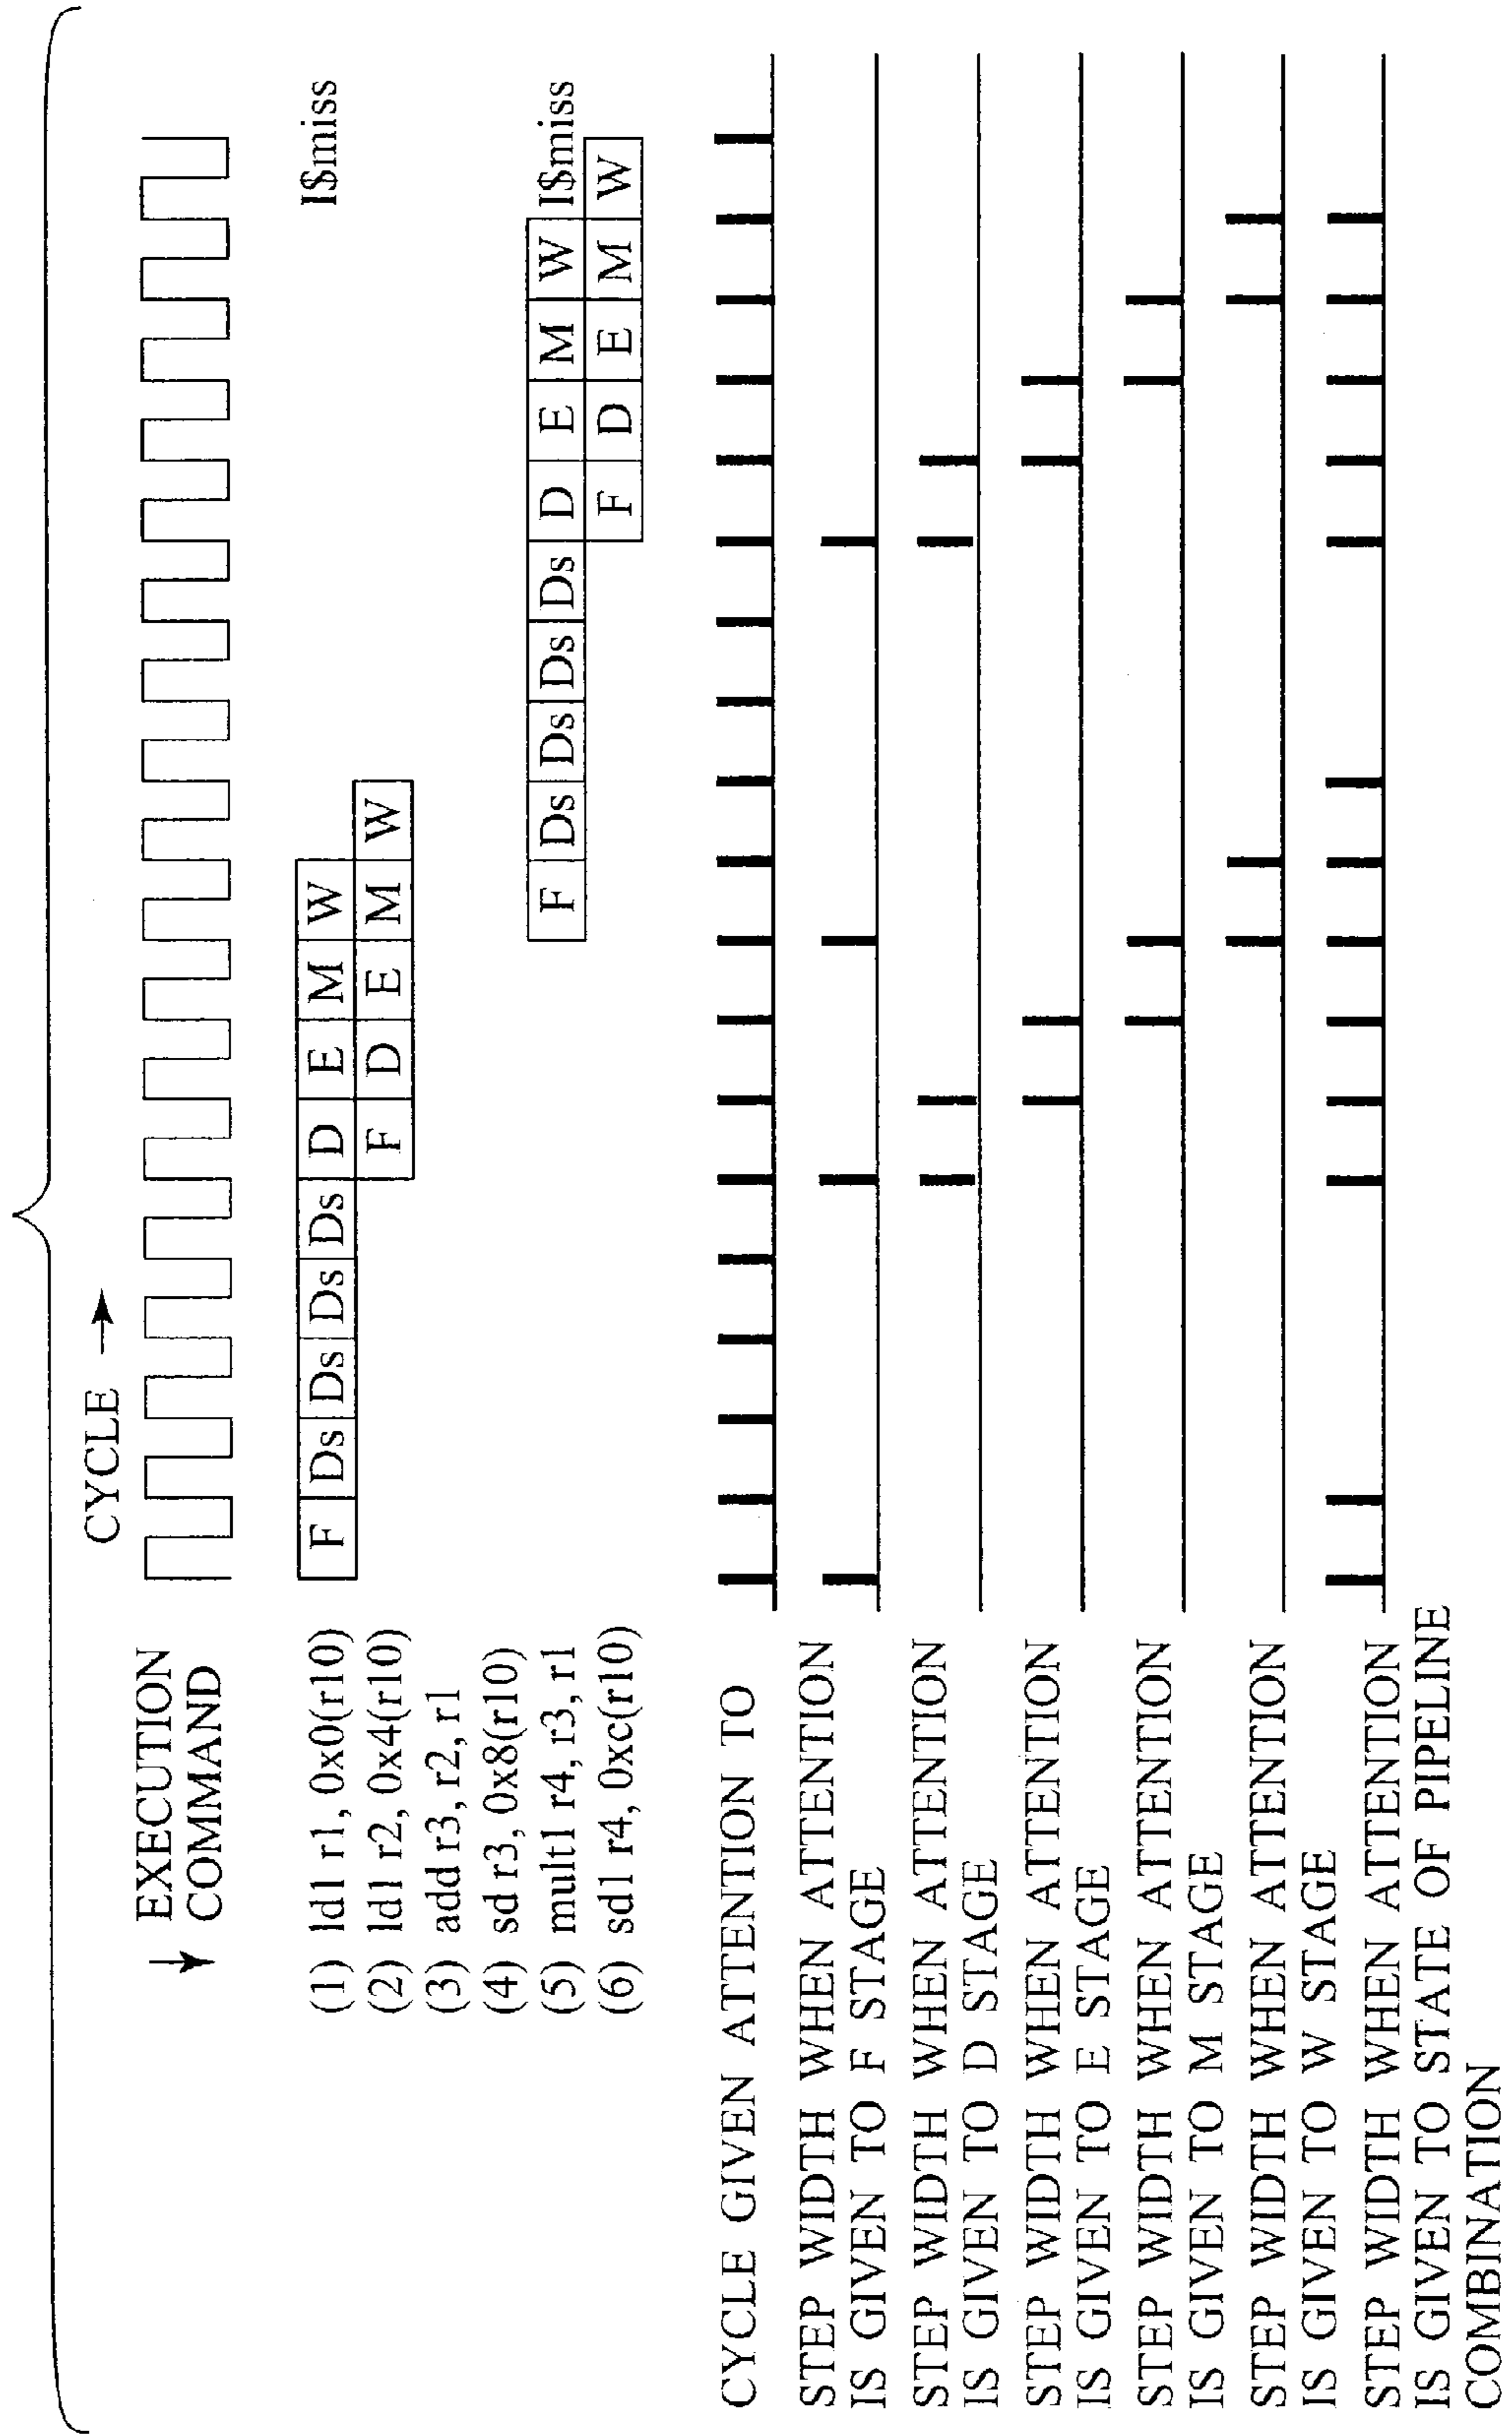 CYCLE →
EXECUTION
↓ COMMAND
(1) ldl r1, 0x0(r10)
F Ds Ds Ds Ds D E M W
I$miss
(2) ldl r2, 0x4(r10)
F D E M W
(3) add r3, r2, r1
(4) sd r3, 0x8(r10)
(5) multl r4, r3, r1
F Ds Ds Ds Ds D E M W
I$miss
(6) sdl r4, 0xc(r10)
F D E M W
CYCLE GIVEN ATTENTION TO
STEP WIDTH WHEN ATTENTION
IS GIVEN TO F STAGE
STEP WIDTH WHEN ATTENTION
IS GIVEN TO D STAGE
STEP WIDTH WHEN ATTENTION
IS GIVEN TO E STAGE
STEP WIDTH WHEN ATTENTION
IS GIVEN TO M STAGE
STEP WIDTH WHEN ATTENTION
IS GIVEN TO W STAGE
STEP WIDTH WHEN ATTENTION
IS GIVEN TO STATE OF PIPELINE
COMBINATION